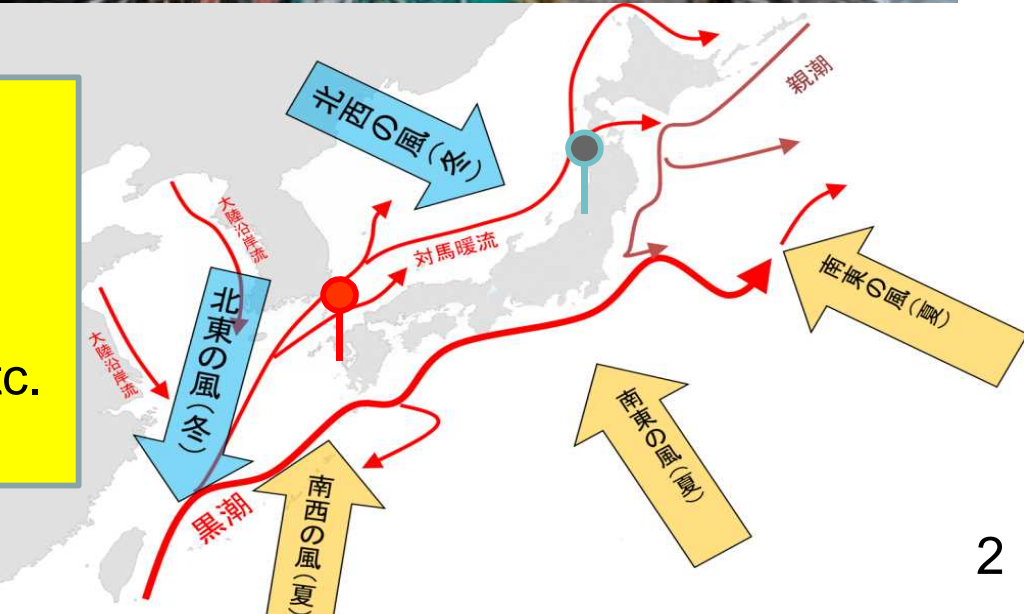 親潮
北西の風(冬)
大陸沿岸流
対馬暖流
北東の風(冬)
南東の風(夏)
大陸沿岸流
tc.
南東の風(夏)
黒潮
南西の風(夏)
2